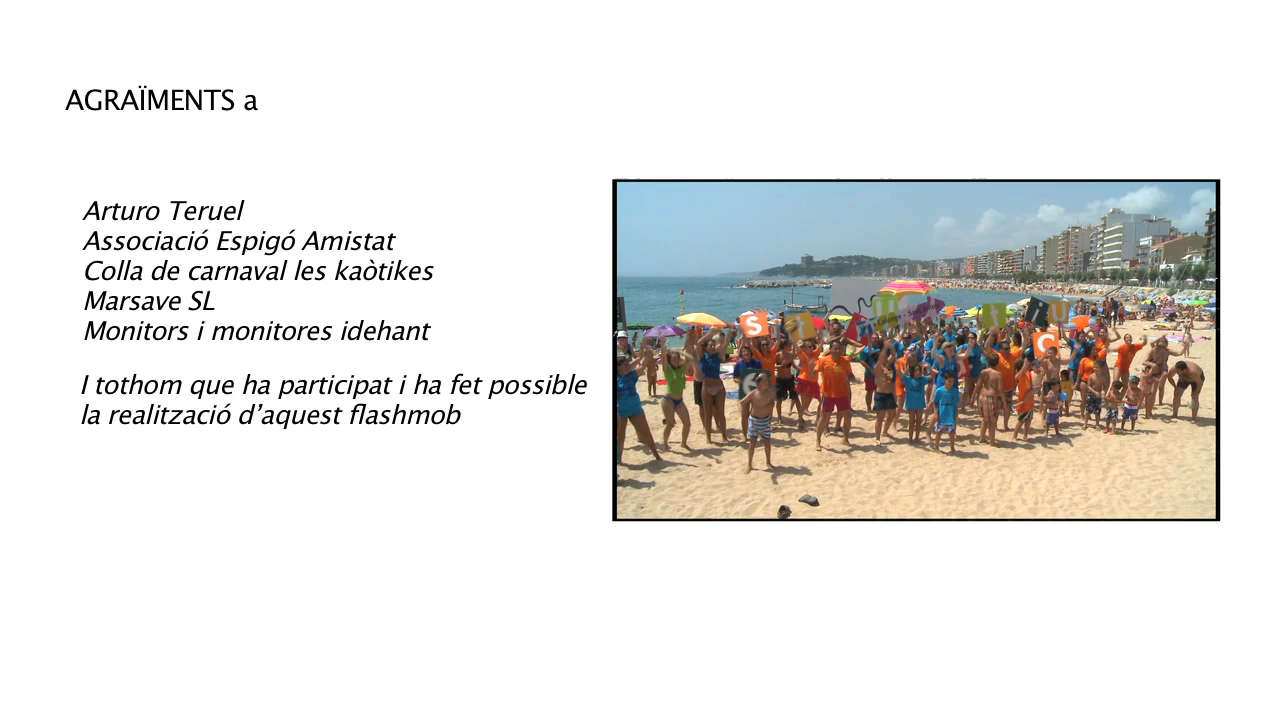 AGRAÏMENTS a
Arturo Teruel
Associació Espigó Amistat
Colla de carnaval les kaòtikes
Marsave SL
Monitors i monitores idehant
I tothom que ha participat i ha fet possible
la realització d’aquest flashmob